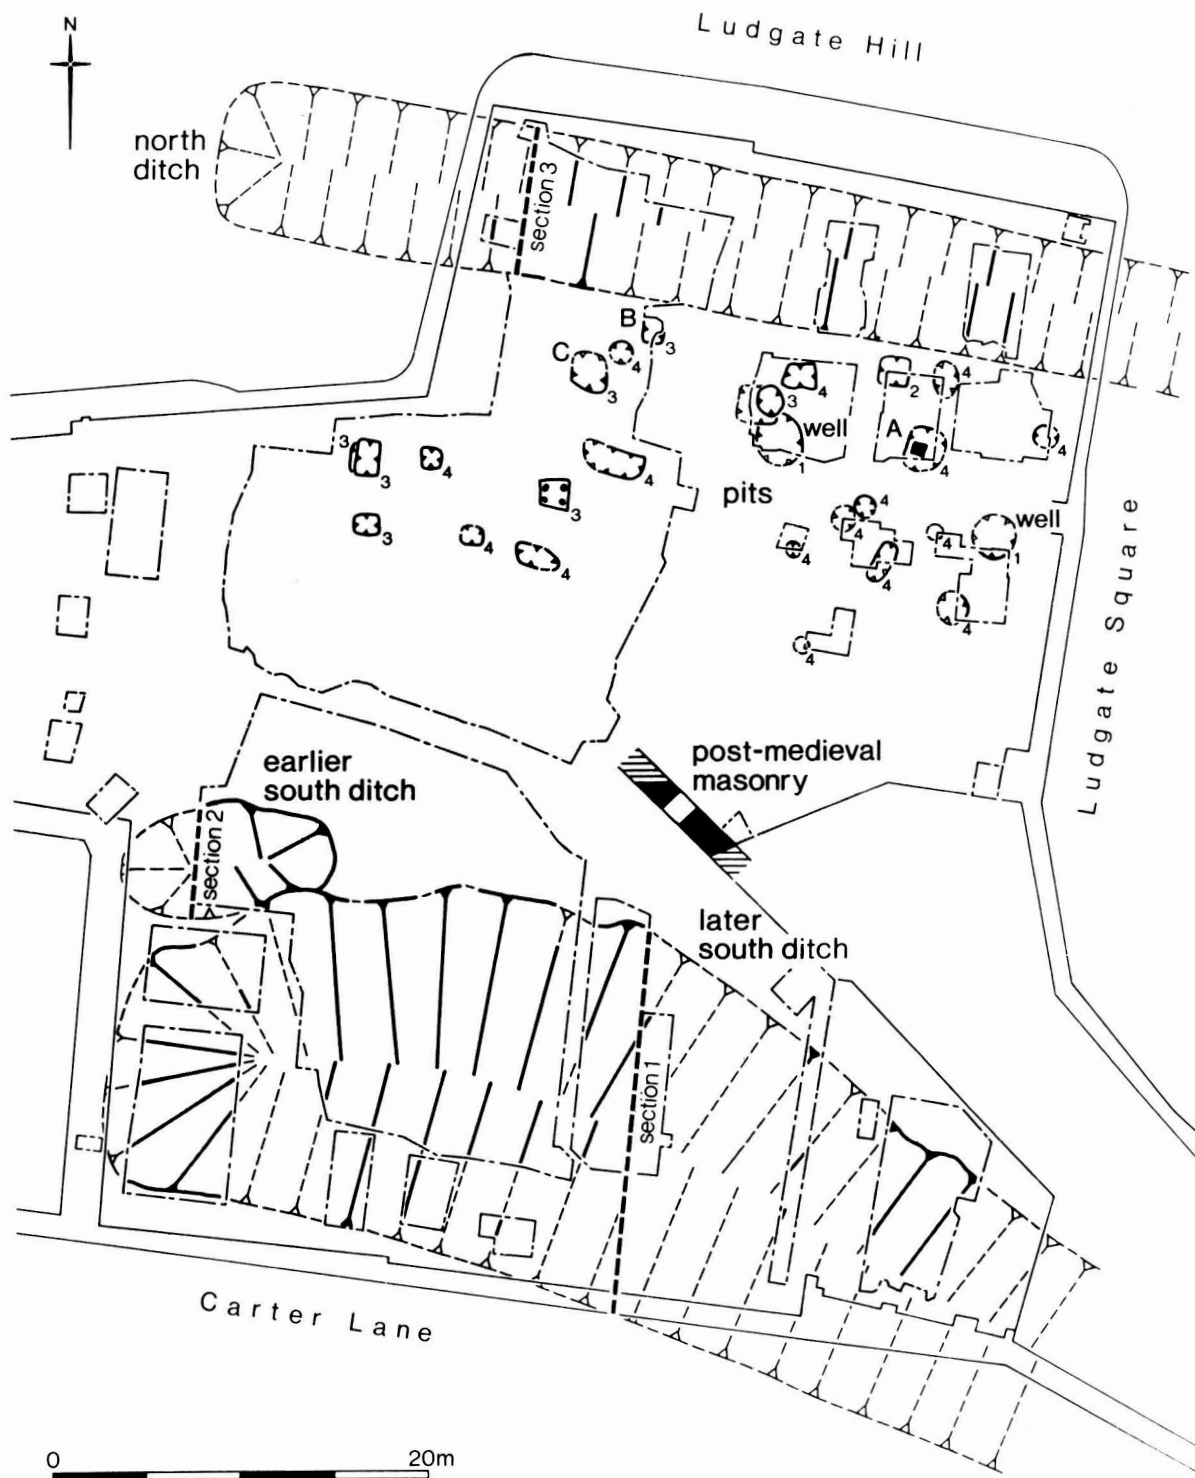 Ludgate Hill
N
north
ditch
section 3
B
3
C
4
3
4
2
4
3
well
A
4
4
1
3
3
4
4
pits
3
4
4
well
3
4
4
4
4
4
1
4
4
Ludgate Square
post-medieval
masonry
earlier
south ditch
section 2
later
south ditch
section 1
Carter Lane
0
20m